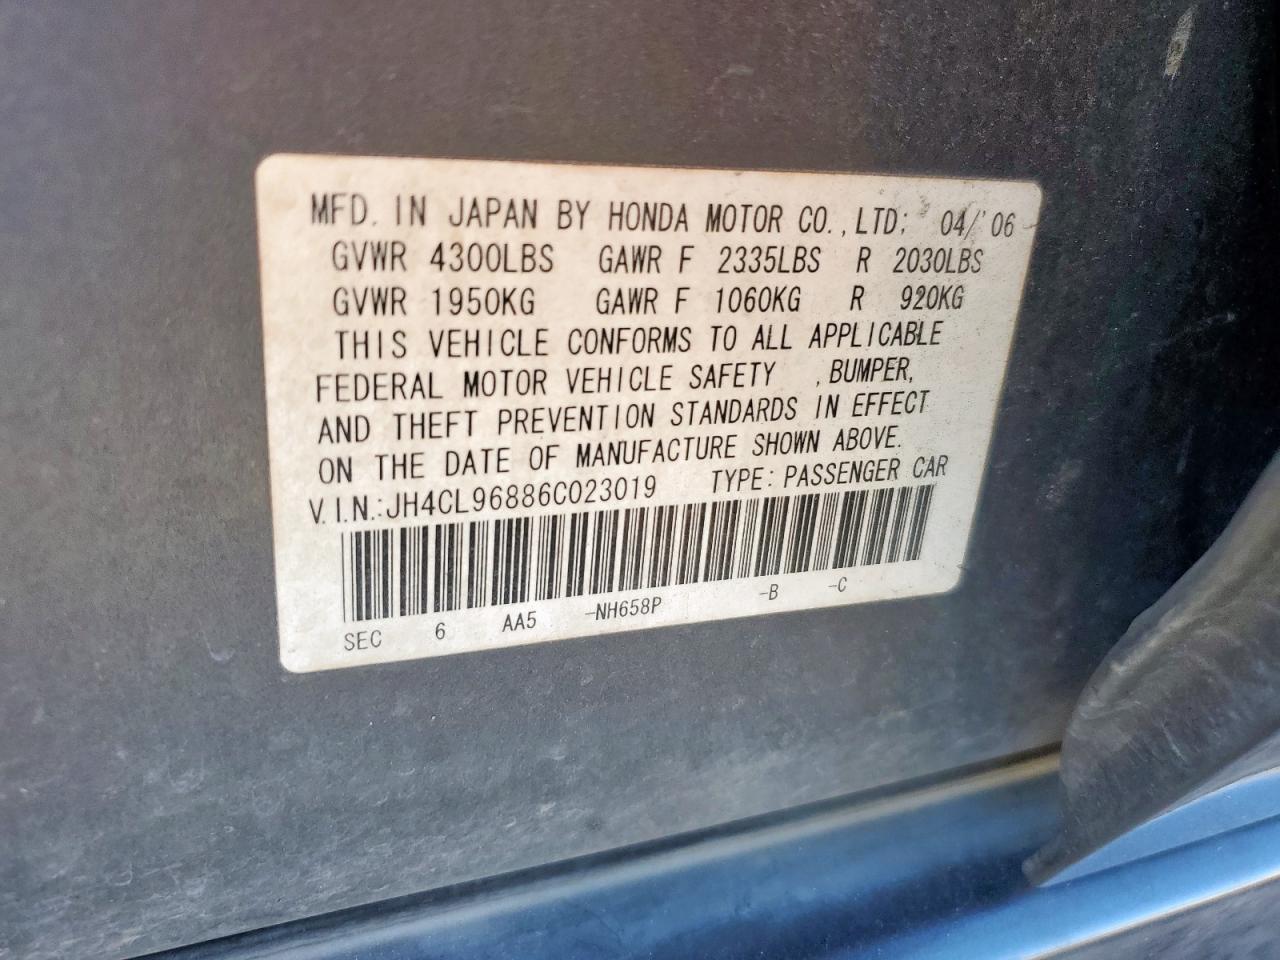 MFD. IN JAPAN BY HONDA MOTOR CO., LTD; 04/'06
GVWR 4300LBS GAWR F 2335LBS R 2030LBS
GVWR 1950KG GAWR F 1060KG R 920KG
THIS VEHICLE CONFORMS TO ALL APPLICABLE
FEDERAL MOTOR VEHICLE SAFETY , BUMPER,
AND THEFT PREVENTION STANDARDS IN EFFECT
ON THE DATE OF MANUFACTURE SHOWN ABOVE.
V.I.N.:JH4CL96886C023019 TYPE: PASSENGER CAR
SEC 6 AA5 -NH658P -B -C